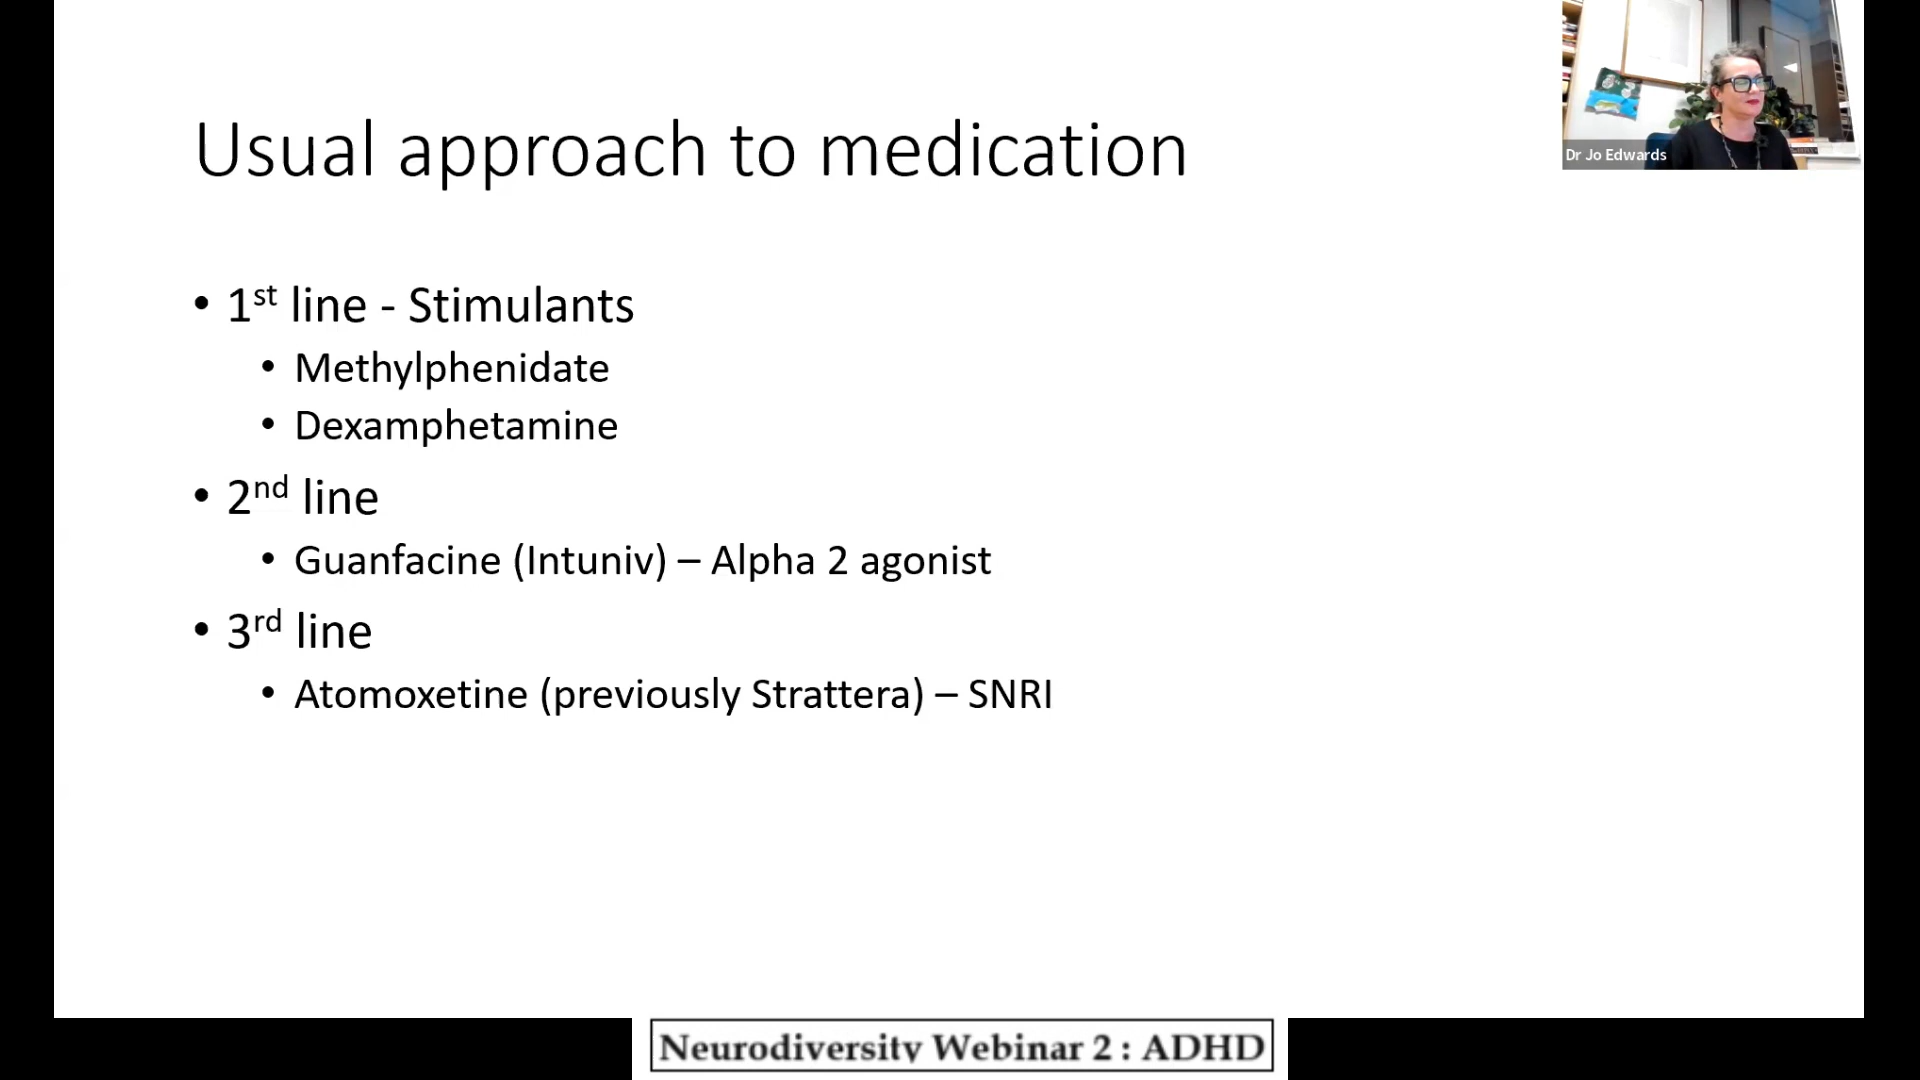 Usual approach to medication
Dr Jo Edwards
• 1st line - Stimulants
• Methylphenidate
• Dexamphetamine
• 2nd line
• Guanfacine (Intuniv) – Alpha 2 agonist
• 3rd line
• Atomoxetine (previously Strattera) – SNRI
Neurodiversity Webinar 2 : ADHD